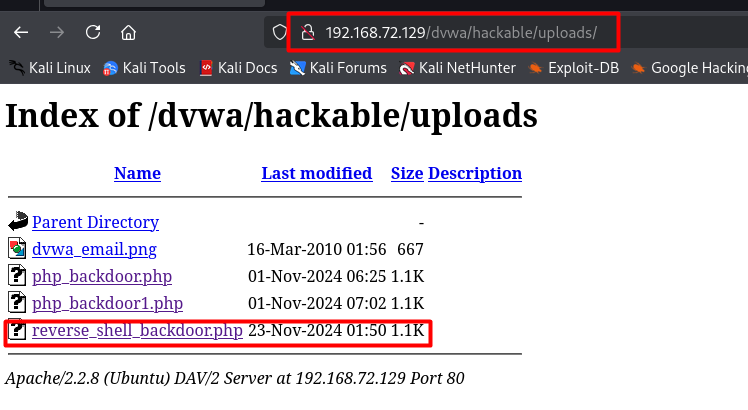 192.168.72.129/dvwa/hackable/uploads/
Kali Linux Kali Tools Kali Docs Kali Forums Kali NetHunter Exploit-DB Google Hacking
Index of /dvwa/hackable/uploads
Name Last modified Size Description
Parent Directory -
dvwa_email.png 16-Mar-2010 01:56 667
php_backdoor.php 01-Nov-2024 06:25 1.1K
php_backdoor1.php 01-Nov-2024 07:02 1.1K
reverse_shell_backdoor.php 23-Nov-2024 01:50 1.1K
Apache/2.2.8 (Ubuntu) DAV/2 Server at 192.168.72.129 Port 80